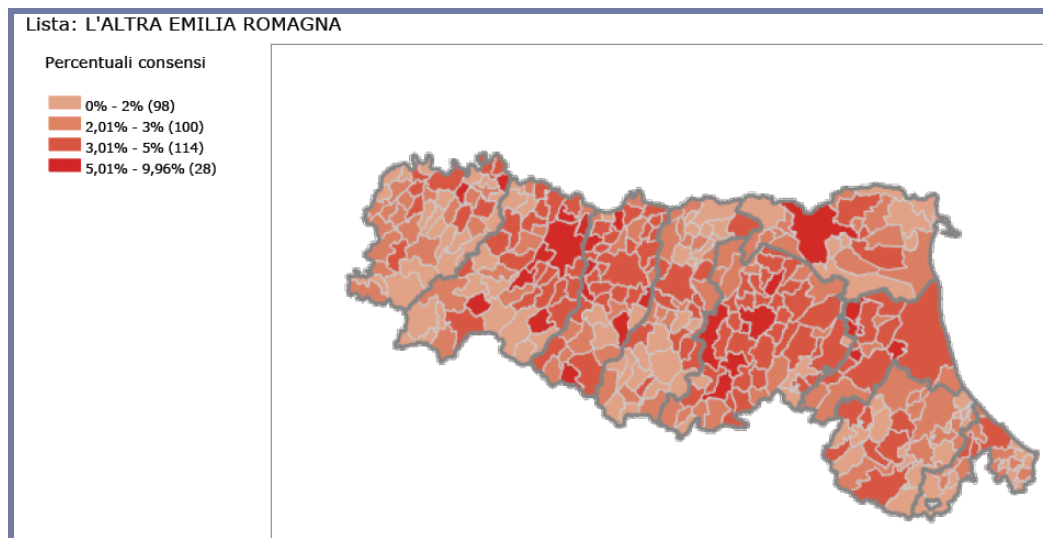 Lista: L'ALTRA EMILIA ROMAGNA
Percentuali consensi
0% - 2% (98)
2,01% - 3% (100)
3,01% - 5% (114)
5,01% - 9,96% (28)